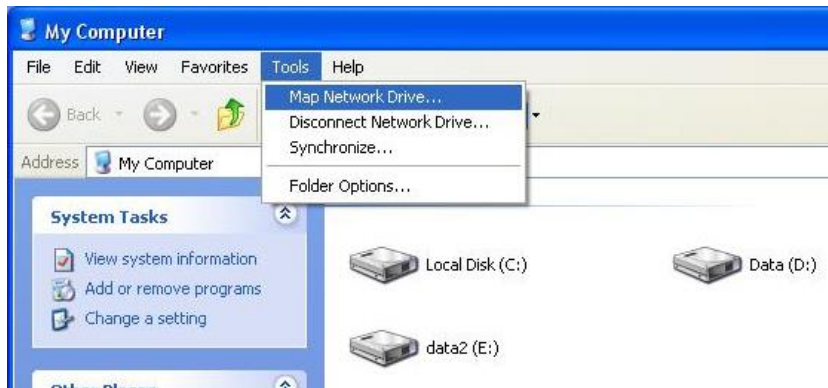 My Computer
File Edit View Favorites Tools Help
Map Network Drive...
Disconnect Network Drive...
Synchronize...
Folder Options...
Back
Address My Computer
System Tasks
View system information
Add or remove programs
Change a setting
Local Disk (C:) Data (D:)
data2 (E:)